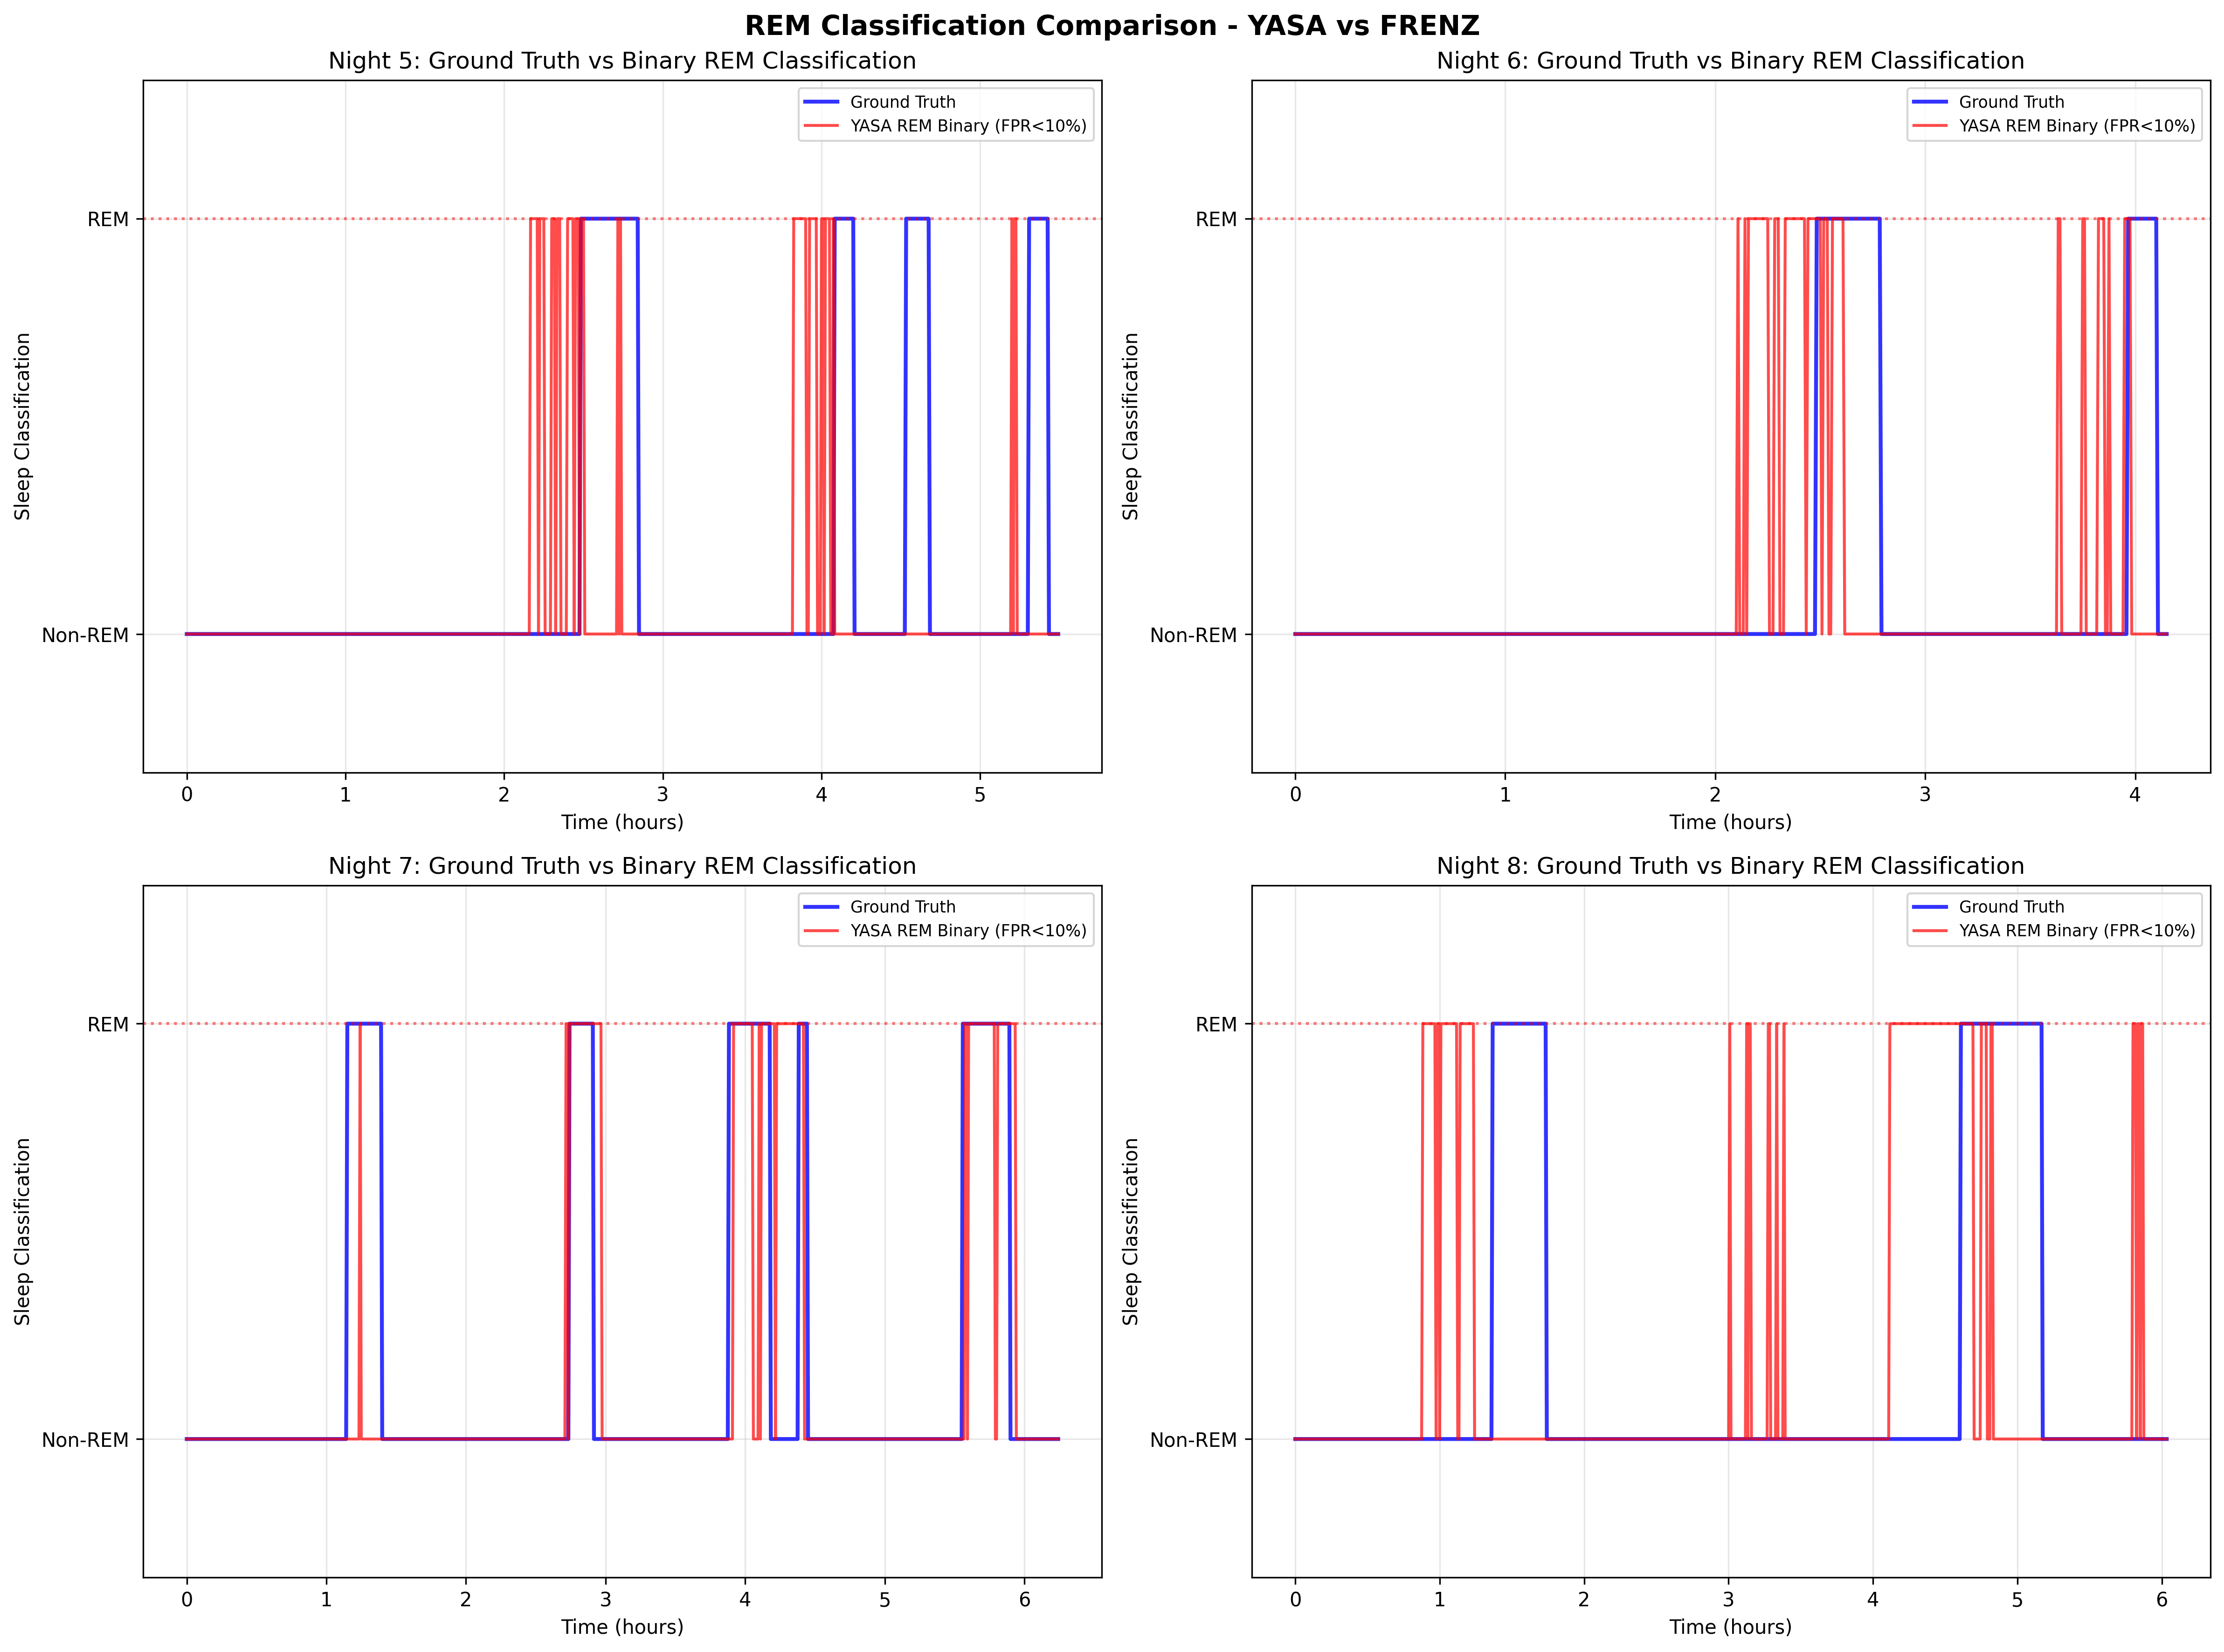 REM Classification Comparison - YASA vs FRENZ
Night 5: Ground Truth vs Binary REM Classification
Ground Truth
YASA REM Binary (FPR<10%)
REM
Non-REM
Sleep Classification
0 1 2 3 4 5
Time (hours)
Night 6: Ground Truth vs Binary REM Classification
Ground Truth
YASA REM Binary (FPR<10%)
REM
Non-REM
Sleep Classification
0 1 2 3 4
Time (hours)
Night 7: Ground Truth vs Binary REM Classification
Ground Truth
YASA REM Binary (FPR<10%)
REM
Non-REM
Sleep Classification
0 1 2 3 4 5 6
Time (hours)
Night 8: Ground Truth vs Binary REM Classification
Ground Truth
YASA REM Binary (FPR<10%)
REM
Non-REM
Sleep Classification
0 1 2 3 4 5 6
Time (hours)